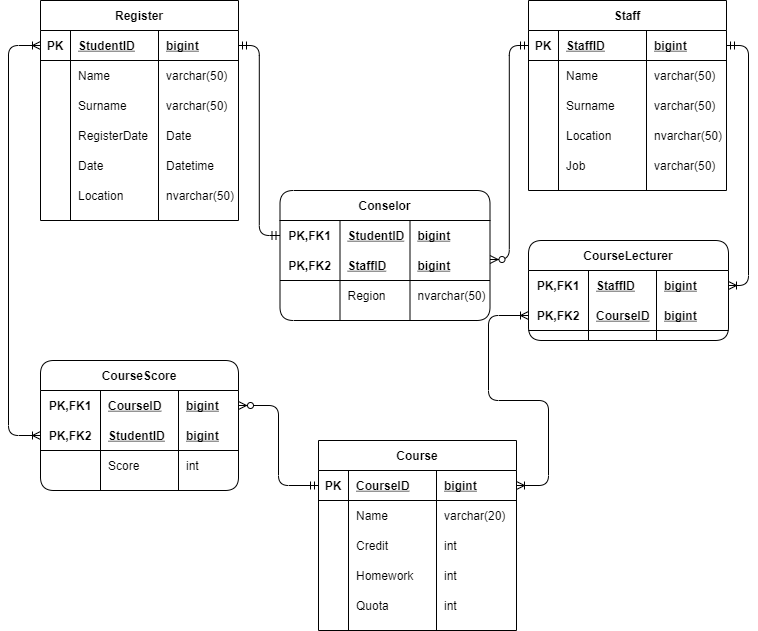 Register
PK StudentID bigint
Name varchar(50)
Surname varchar(50)
RegisterDate Date
Date Datetime
Location nvarchar(50)
Staff
PK StaffID bigint
Name varchar(50)
Surname varchar(50)
Location nvarchar(50)
Job varchar(50)
Conselor
PK,FK1 StudentID bigint
PK,FK2 StaffID bigint
Region nvarchar(50)
CourseLecturer
PK,FK1 StaffID bigint
PK,FK2 CourseID bigint
CourseScore
PK,FK1 CourseID bigint
PK,FK2 StudentID bigint
Score int
Course
PK CourseID bigint
Name varchar(20)
Credit int
Homework int
Quota int